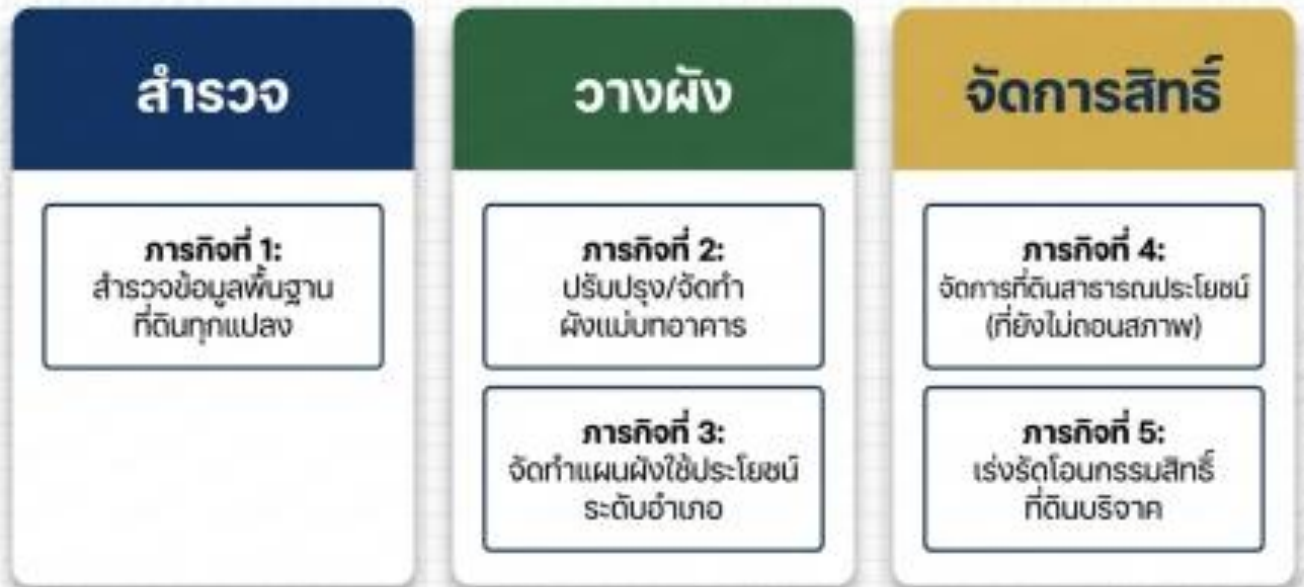 สำรวจ
ภารกิจที่ 1:
สำรวจข้อมูลพื้นฐาน
ที่ดินทุกแปลง
วางผัง
ภารกิจที่ 2:
ปรับปรุง/จัดทำ
ผังแม่บทอาคาร
ภารกิจที่ 3:
จัดทำแผนผังใช้ประโยชน์
ระดับอำเภอ
จัดการสิทธิ์
ภารกิจที่ 4:
จัดการที่ดินสาธารณประโยชน์
(ที่ยังไม่ถอนสภาพ)
ภารกิจที่ 5:
เร่งรัดโอนกรรมสิทธิ์
ที่ดินบริจาค